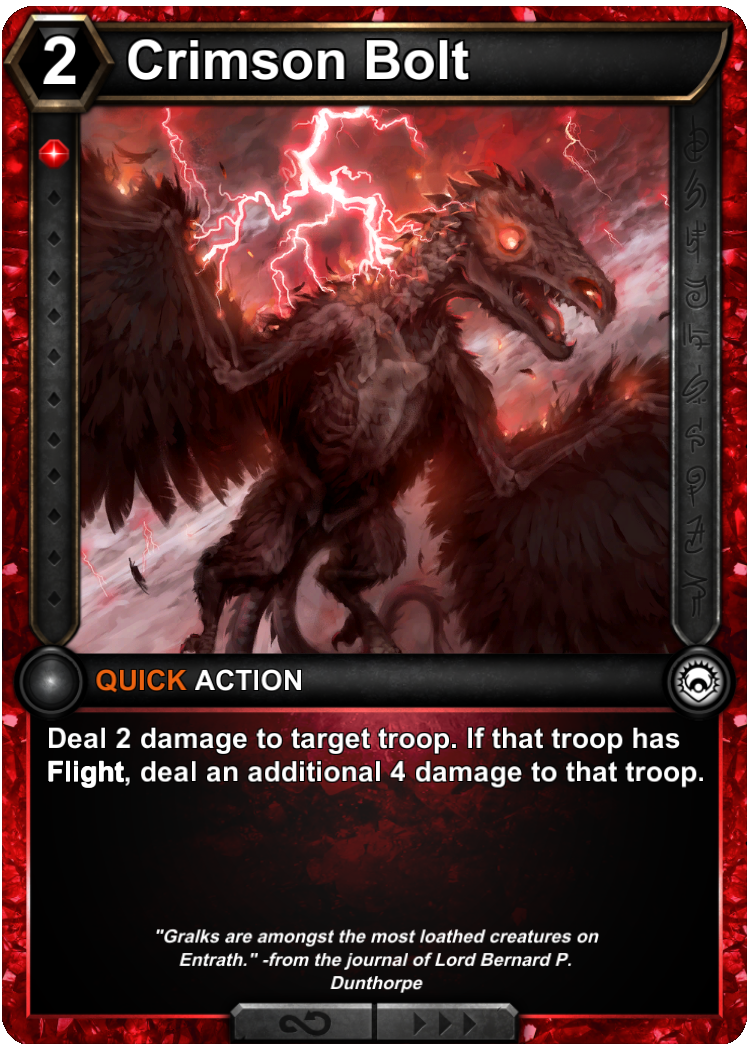 2
Crimson Bolt
QUICK ACTION
Deal 2 damage to target troop. If that troop has
Flight, deal an additional 4 damage to that troop.
"Gralks are amongst the most loathed creatures on
Entrath." -from the journal of Lord Bernard P.
Dunthorpe